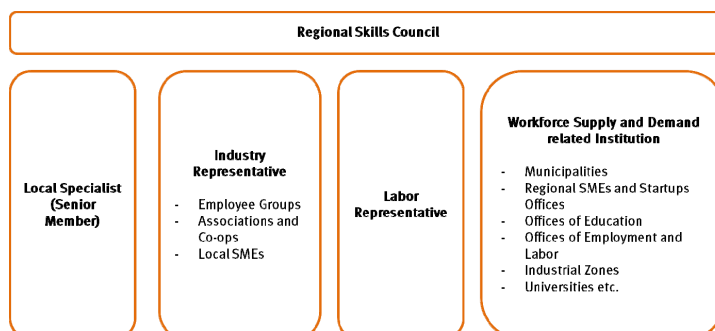 Regional Skills Council
Local Specialist
(Senior
Member)
Industry
Representative
- Employee Groups
- Associations and
Co-ops
- Local SMEs
Labor
Representative
Workforce Supply and Demand
related Institution
- Municipalities
- Regional SMEs and Startups
Offices
- Offices of Education
- Offices of Employment and
Labor
- Industrial Zones
- Universities etc.